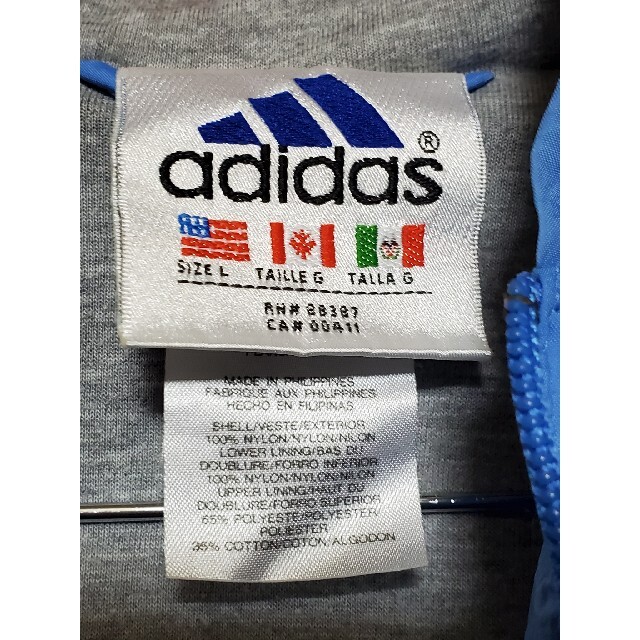 adidas®
SIZE L TAILLE G TALLA G
RN# 88387
CA# 00411
MADE IN PHILIPPINES
FABRIQUE AUX PHILIPPINES
HECHO EN FILIPINAS
SHELL/VESTE/EXTERIOR
100% NYLON/NYLON/NILON
LOWER LINING/BAS DU
DOUBLURE/FORRO INFERIOR
100% NYLON/NYLON/NILON
UPPER LINING/HAUT DU
DOUBLURE/FORRO SUPERIOR
65% POLYESTER/POLYESTER/
POLIESTER
35% COTTON/COTON/ALGODON